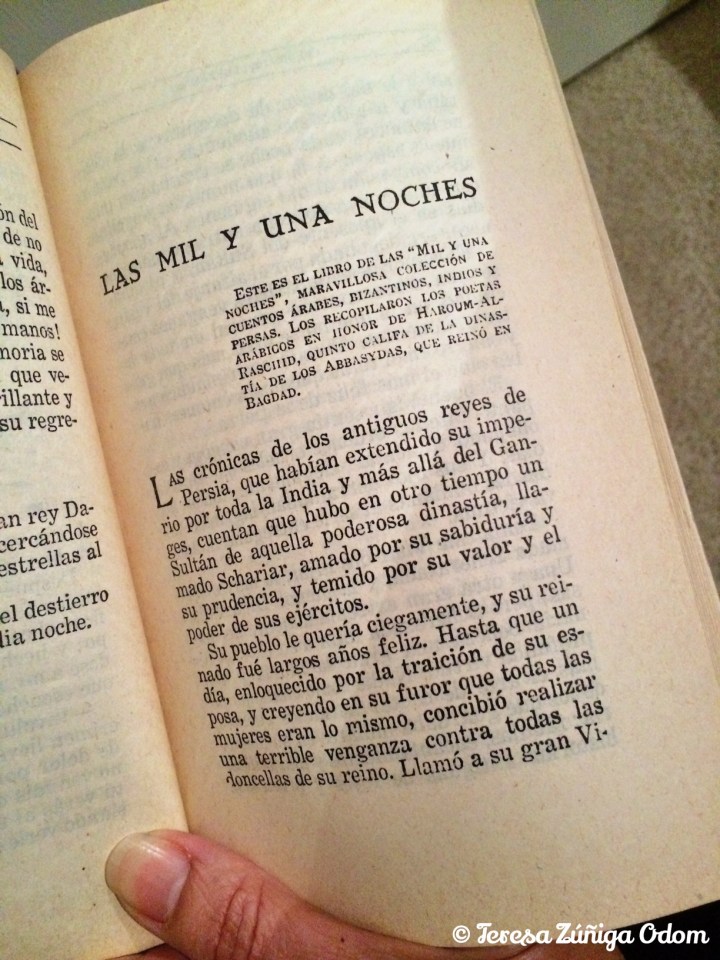 ón del
de no
vida,
los ár-
, si me
manos!
moria se
que ve-
rillante y
su regre-
an rey Da-
cercándose
estrellas al
el destierro
dia noche.
LAS MIL Y UNA NOCHES
ESTE ES EL LIBRO DE LAS "MIL Y UNA
NOCHES", MARAVILLOSA COLECCIÓN DE
CUENTOS ÁRABES, BIZANTINOS, INDIOS Y
PERSAS. LOS RECOPILARON LOS POETAS
ARÁBIGOS EN HONOR DE HAROUM-AL-
RASCHID, QUINTO CALIFA DE LA DINAS-
TÍA DE LOS ABBASYDAS, QUE REINÓ EN
BAGDAD.
LAS crónicas de los antiguos reyes de
Persia, que habían extendido su impe-
rio por toda la India y más allá del Gan-
ges, cuentan que hubo en otro tiempo un
Sultán de aquella poderosa dinastía, lla-
mado Schariar, amado por su sabiduría y
su prudencia, y temido por su valor y el
poder de sus ejércitos.
Su pueblo le quería ciegamente, y su rei-
nado fué largos años feliz. Hasta que un
día, enloquecido por la traición de su es-
posa, y creyendo en su furor que todas las
mujeres eran lo mismo, concibió realizar
una terrible venganza contra todas las
doncellas de su reino. Llamó a su gran Vi-
© Teresa Zúñiga Odom